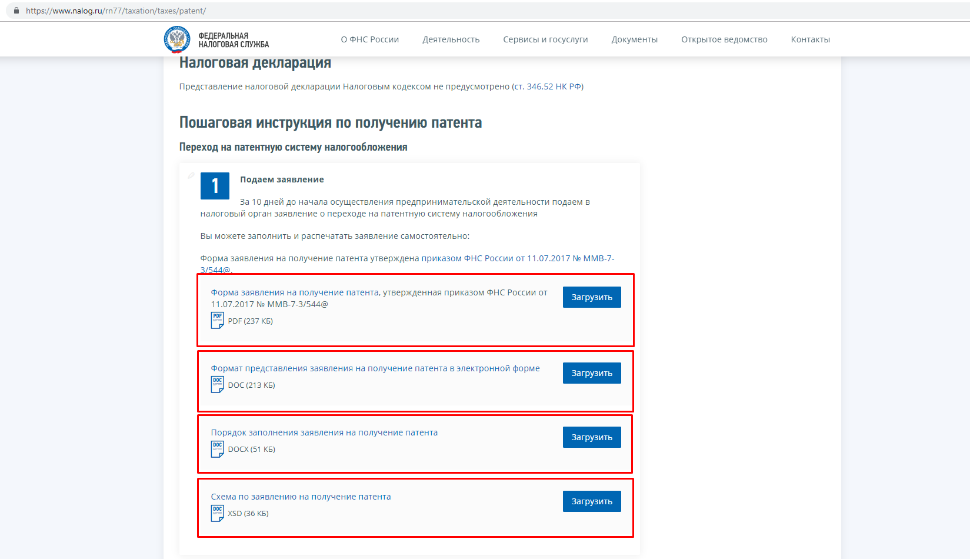 https://www.nalog.ru/rn77/taxation/taxes/patent/
ФЕДЕРАЛЬНАЯ
НАЛОГОВАЯ СЛУЖБА
О ФНС России
Деятельность
Сервисы и госуслуги
Документы
Открытое ведомство
Контакты
Налоговая декларация
Представление налоговой декларации Налоговым кодексом не предусмотрено (ст. 346.52 НК РФ)
Пошаговая инструкция по получению патента
Переход на патентную систему налогообложения
1
Подаем заявление
За 10 дней до начала осуществления предпринимательской деятельности подаем в
налоговый орган заявление о переходе на патентную систему налогообложения
Вы можете заполнить и распечатать заявление самостоятельно:
Форма заявления на получение патента утверждена приказом ФНС России от 11.07.2017 № ММВ-7-
3/544@.
Форма заявления на получение патента, утвержденная приказом ФНС России от
11.07.2017 № ММВ-7-3/544@
Загрузить
PDF
PDF (237 КБ)
Формат представления заявления на получение патента в электронной форме
Загрузить
DOC
DOC (213 КБ)
Порядок заполнения заявления на получение патента
Загрузить
DOC
DOCX (51 КБ)
Схема по заявлению на получение патента
Загрузить
DOC
XSD (36 КБ)